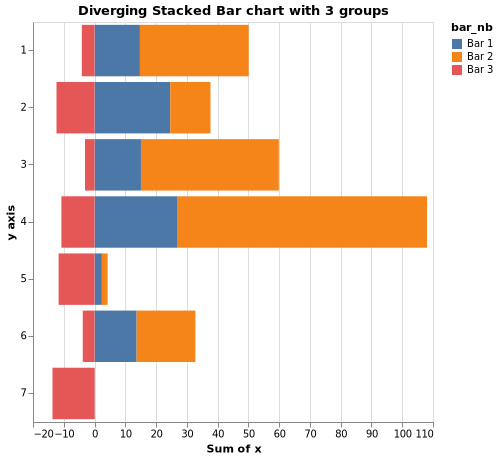 Diverging Stacked Bar chart with 3 groups
bar_nb
Bar 1
Bar 2
Bar 3
y axis
1
2
3
4
5
6
7
−20 −10 0 10 20 30 40 50 60 70 80 90 100 110
Sum of x